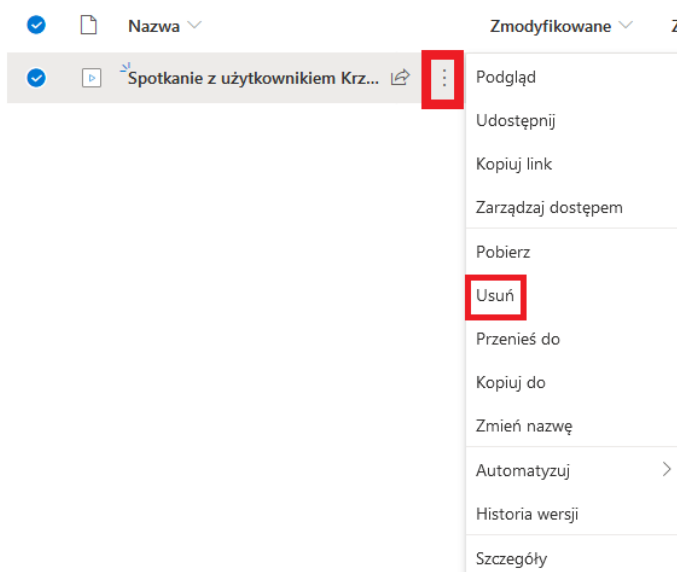 Nazwa Zmodyfikowane
Spotkanie z użytkownikiem Krz...
Podgląd
Udostępnij
Kopiuj link
Zarządzaj dostępem
Pobierz
Usuń
Przenieś do
Kopiuj do
Zmień nazwę
Automatyzuj
Historia wersji
Szczegóły